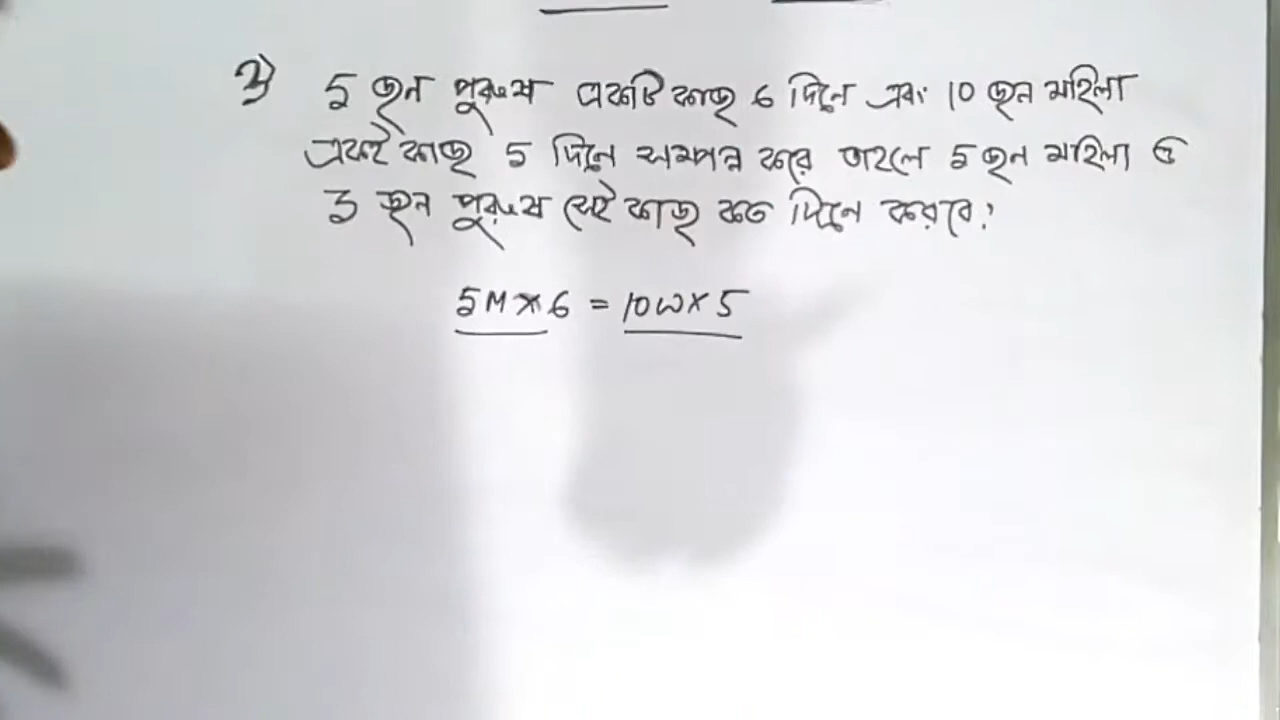 3) 5 জন পুরুষ একটি কাজ 6 দিনে এবং 10 জন মহিলা
একই কাজ 5 দিনে সম্পন্ন করে তাহলে 5 জন মহিলা ও
3 জন পুরুষ সেই কাজ কত দিনে করবে?
5M × 6 = 10W × 5